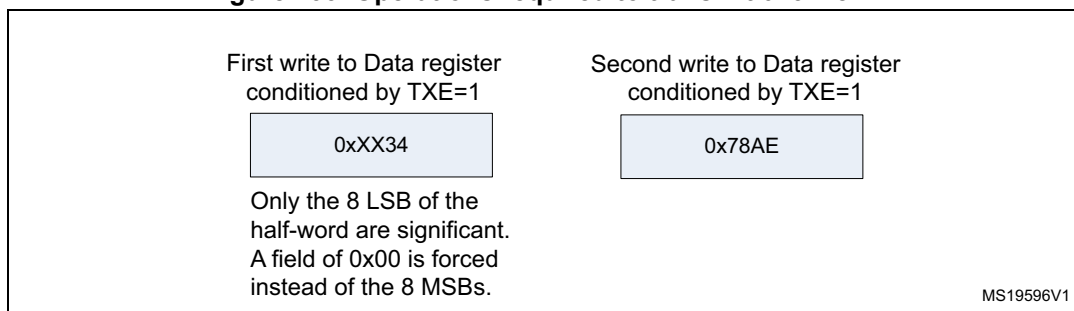 First write to Data register
conditioned by TXE=1
0xXX34
Only the 8 LSB of the
half-word are significant.
A field of 0x00 is forced
instead of the 8 MSBs.
Second write to Data register
conditioned by TXE=1
0x78AE
MS19596V1